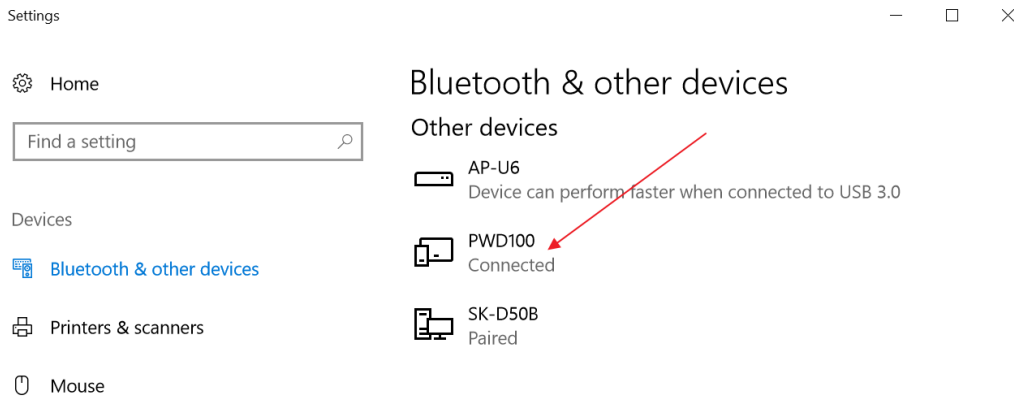 Settings
Home
Find a setting
Devices
Bluetooth & other devices
Printers & scanners
Mouse
Bluetooth & other devices
Other devices
AP-U6
Device can perform faster when connected to USB 3.0
PWD100
Connected
SK-D50B
Paired